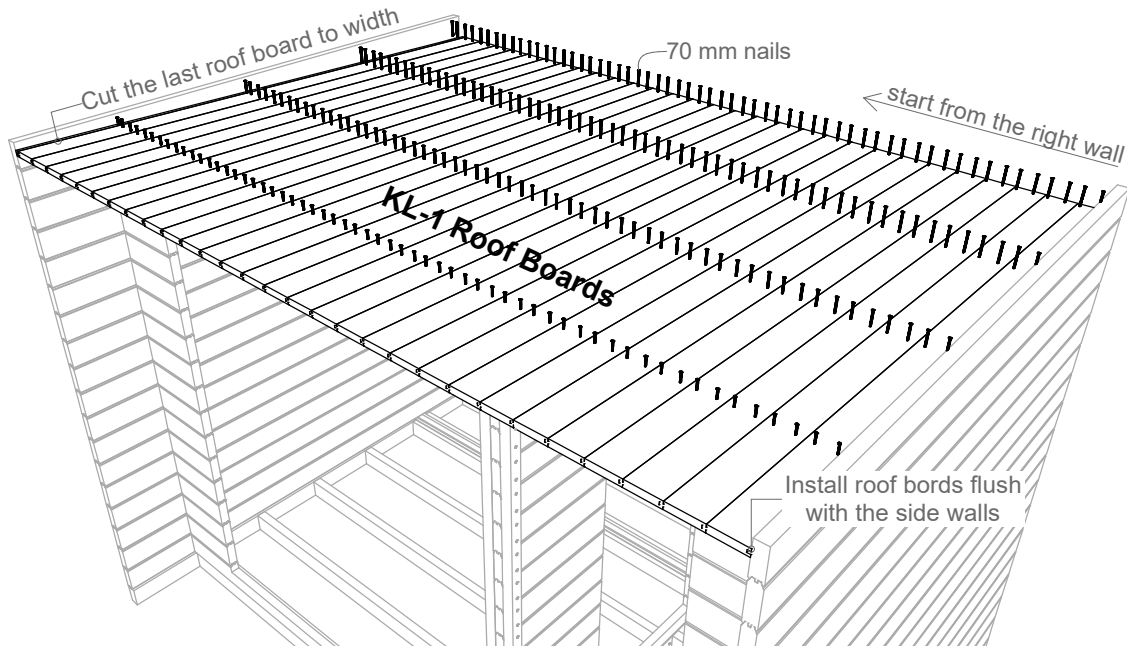 Cut the last roof board to width
70 mm nails
start from the right wall
KL-1 Roof Boards
Install roof bords flush
with the side walls